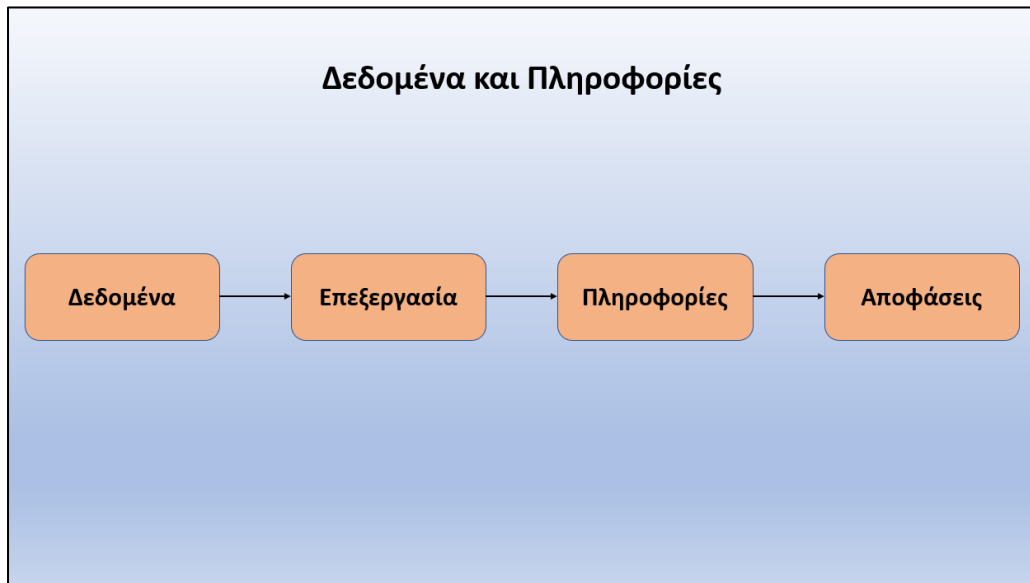 Δεδομένα και Πληροφορίες
Δεδομένα
Επεξεργασία
Πληροφορίες
Αποφάσεις